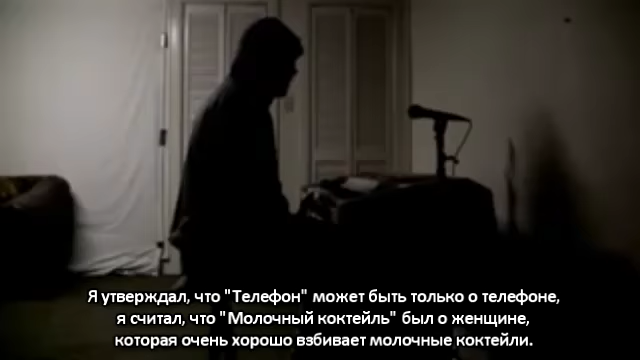 Я утверждал, что "Телефон" может быть только о телефоне,
я считал, что "Молочный коктейль" был о женщине,
которая очень хорошо взбивает молочные коктейли.